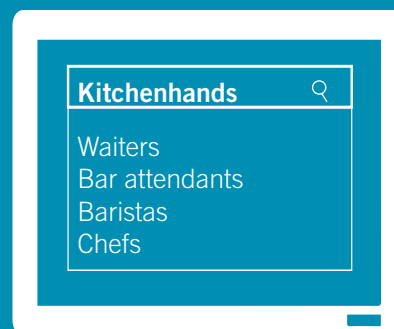 Kitchenhands
Waiters
Bar attendants
Baristas
Chefs